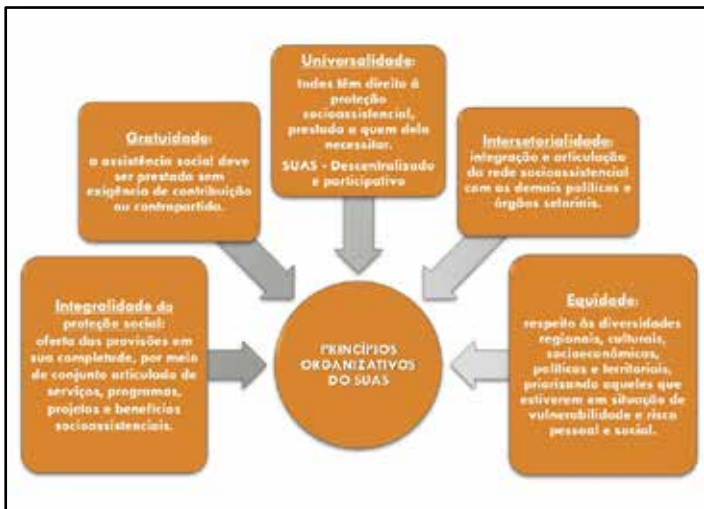 Universalidade:
todos têm direito à
proteção
socioassistencial,
prestada a quem dela
necessitar.
SUAS - Descentralizado
e participativo
Gratuidade:
a assistência social deve
ser prestada sem
exigência de contribuição
ou contrapartida.
Intersetorialidade:
integração e articulação
da rede socioassistencial
com as demais políticas e
órgãos setoriais.
Integralidade da
proteção social:
oferta das provisões em
sua completude, por meio
de conjunto articulado de
serviços, programas,
projetos e benefícios
socioassistenciais.
Equidade:
respeito às diversidades
regionais, culturais,
socioeconômicas,
políticas e territoriais,
priorizando aqueles que
estiverem em situação de
vulnerabilidade e risco
pessoal e social.
PRINCÍPIOS
ORGANIZATIVOS
DO SUAS